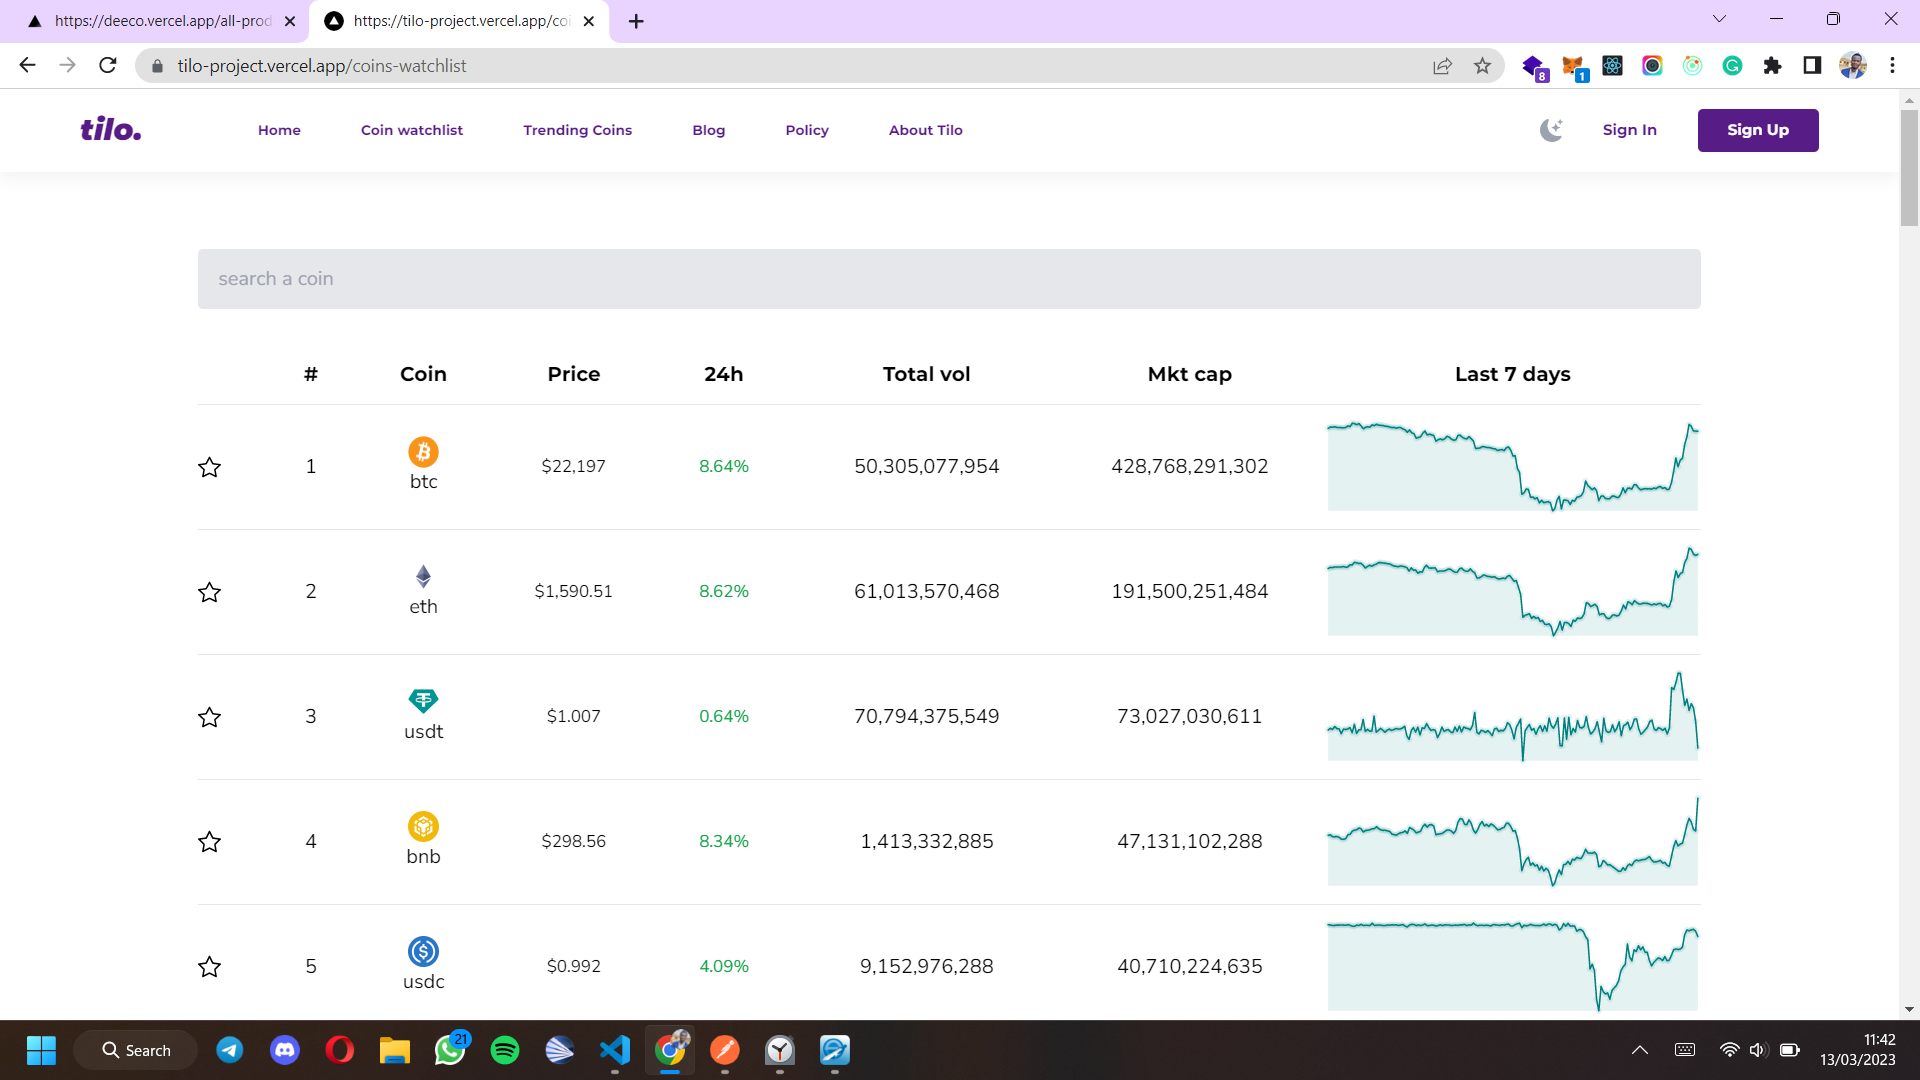 https://deeco.vercel.app/all-prod
https://tilo-project.vercel.app/coi
tilo-project.vercel.app/coins-watchlist
8
1
tilo.
Home
Coin watchlist
Trending Coins
Blog
Policy
About Tilo
Sign In
Sign Up
search a coin
# Coin Price 24h Total vol Mkt cap Last 7 days
1 btc $22,197 8.64% 50,305,077,954 428,768,291,302
2 eth $1,590.51 8.62% 61,013,570,468 191,500,251,484
3 usdt $1.007 0.64% 70,794,375,549 73,027,030,611
4 bnb $298.56 8.34% 1,413,332,885 47,131,102,288
5 usdc $0.992 4.09% 9,152,976,288 40,710,224,635
Search
21
11:42
13/03/2023